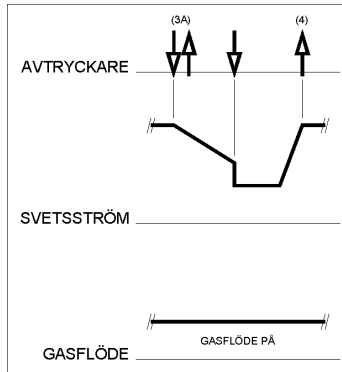 (3A)
(4)
AVTRYCKARE
SVETSSTRÖM
GASFLÖDE PÅ
GASFLÖDE